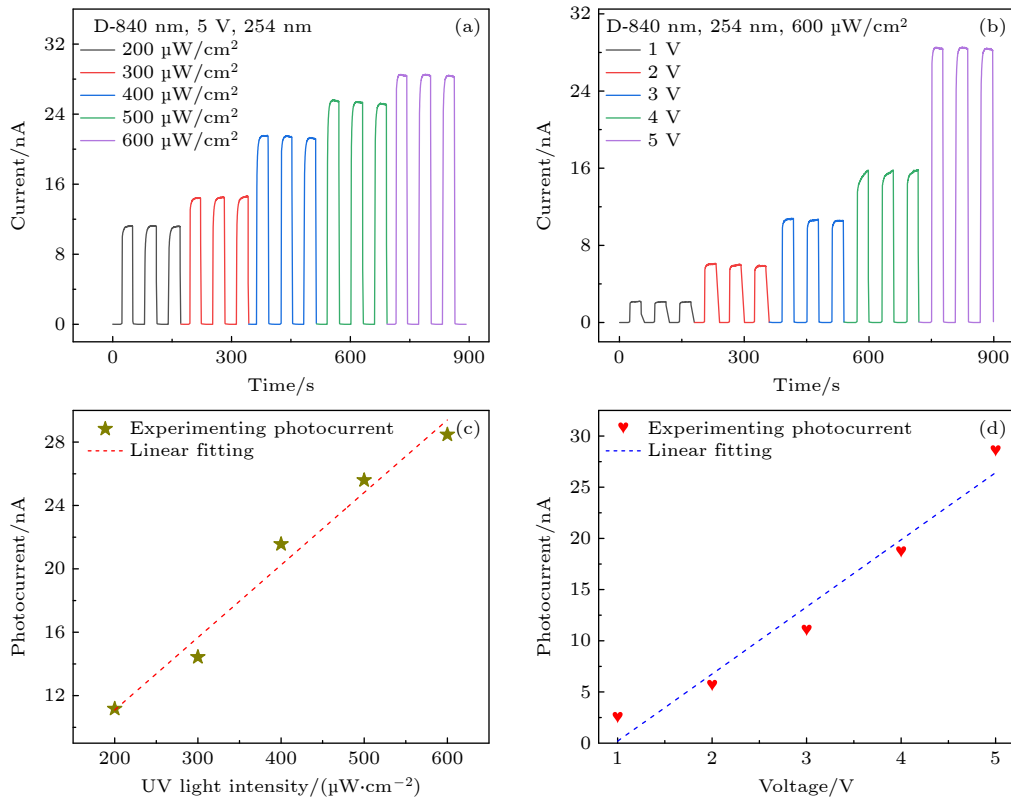 D-840 nm, 5 V, 254 nm
(a)
200 µW/cm²
300 µW/cm²
400 µW/cm²
500 µW/cm²
600 µW/cm²
32
24
16
8
0
Current/nA
0
300
600
900
Time/s
D-840 nm, 254 nm, 600 µW/cm²
(b)
1 V
2 V
3 V
4 V
5 V
32
24
16
8
0
Current/nA
0
300
600
900
Time/s
Experimenting photocurrent
(c)
Linear fitting
28
24
20
16
12
Photocurrent/nA
200
300
400
500
600
UV light intensity/(µW·cm⁻²)
Experimenting photocurrent
(d)
Linear fitting
30
25
20
15
10
5
0
Photocurrent/nA
1
2
3
4
5
Voltage/V